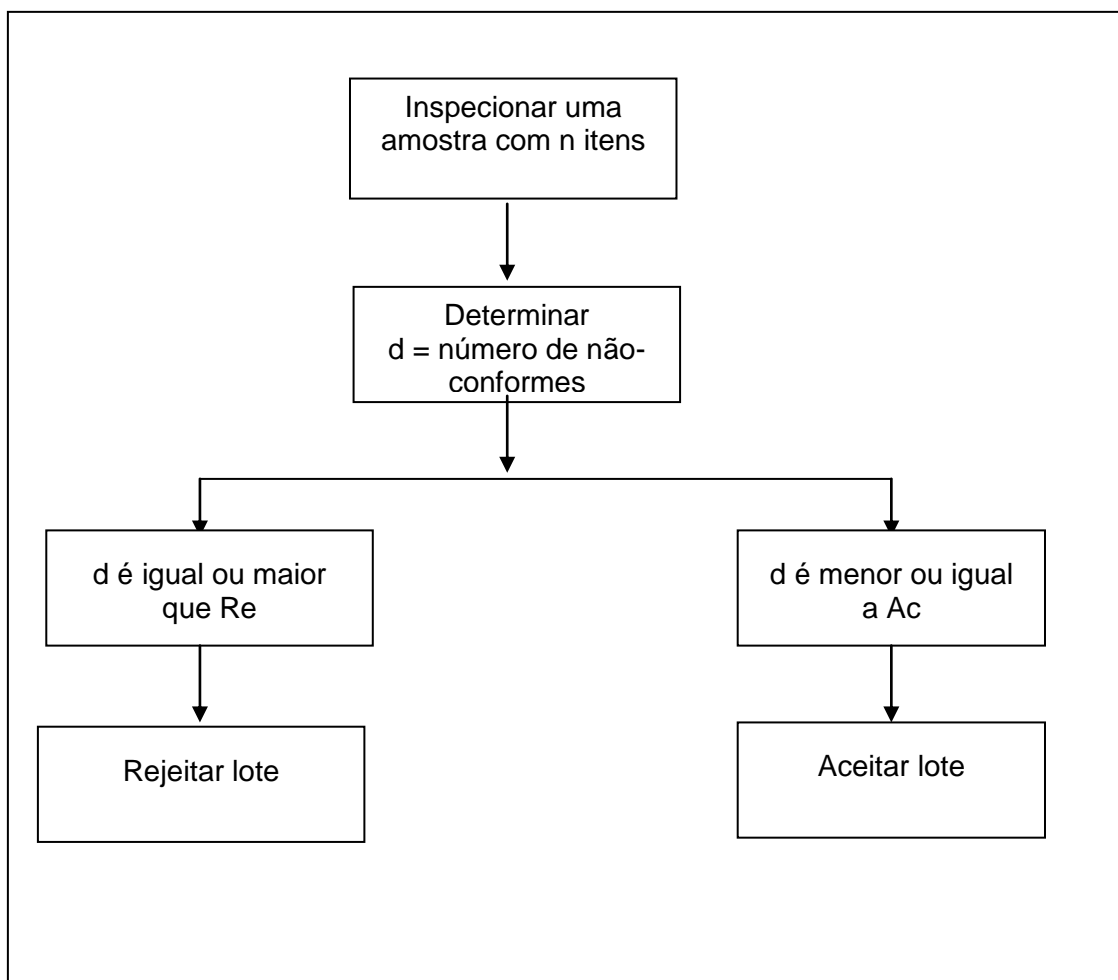 Inspecionar uma
amostra com n itens
Determinar
d = número de não-
conformes
d é igual ou maior
que Re
d é menor ou igual
a Ac
Rejeitar lote
Aceitar lote